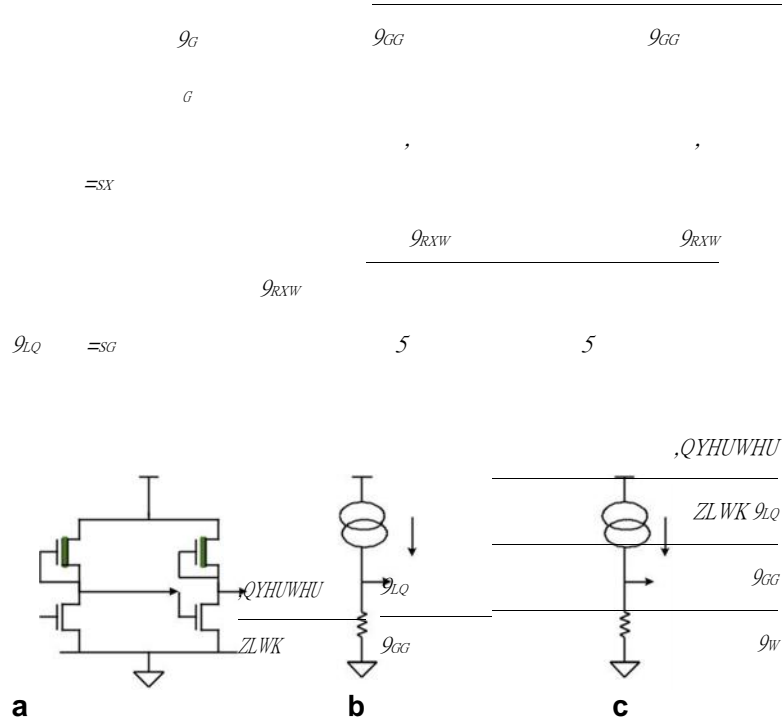 9G 9GG 9GG
G
, ,
=SX
9RXW 9RXW
9RXW
9LQ =SG 5 5
,QYHUWHU
ZLWK 9LQ
,QYHUWHU 9LQ 9GG
ZLWK 9GG 9W
a b c